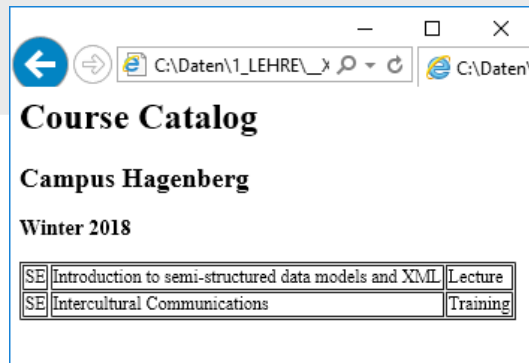 C:\Daten\1_LEHRE\__X C:\Daten\
Course Catalog
Campus Hagenberg
Winter 2018
SE Introduction to semi-structured data models and XML Lecture
SE Intercultural Communications Training